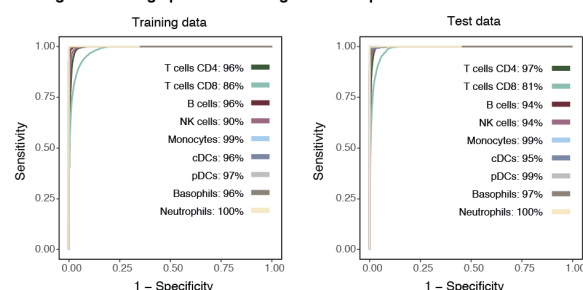 Training data
1.00
0.75
0.50
0.25
0.00
Sensitivity
T cells CD4: 96%
T cells CD8: 86%
B cells: 96%
NK cells: 90%
Monocytes: 99%
cDCs: 96%
pDCs: 97%
Basophils: 96%
Neutrophils: 100%
0.00 0.25 0.50 0.75 1.00
1 – Specificity
Test data
1.00
0.75
0.50
0.25
0.00
Sensitivity
T cells CD4: 97%
T cells CD8: 81%
B cells: 94%
NK cells: 94%
Monocytes: 99%
cDCs: 95%
pDCs: 99%
Basophils: 97%
Neutrophils: 100%
0.00 0.25 0.50 0.75 1.00
1 – Specificity